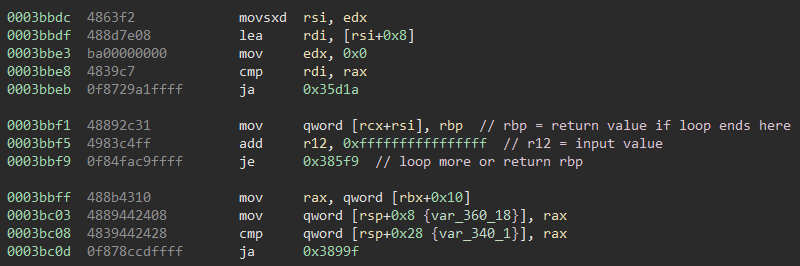 0003bbdc 4863f2 movsxd rsi, edx
0003bbdf 488d7e08 lea rdi, [rsi+0x8]
0003bbe3 ba00000000 mov edx, 0x0
0003bbe8 4839c7 cmp rdi, rax
0003bbeb 0f8729a1ffff ja 0x35d1a
0003bbf1 48892c31 mov qword [rcx+rsi], rbp // rbp = return value if loop ends here
0003bbf5 4983c4ff add r12, 0xffffffffffffffff // r12 = input value
0003bbf9 0f84fac9ffff je 0x385f9 // loop more or return rbp
0003bbff 488b4310 mov rax, qword [rbx+0x10]
0003bc03 4889442408 mov qword [rsp+0x8 {var_360_18}], rax
0003bc08 4839442428 cmp qword [rsp+0x28 {var_340_1}], rax
0003bc0d 0f878ccdffff ja 0x3899f